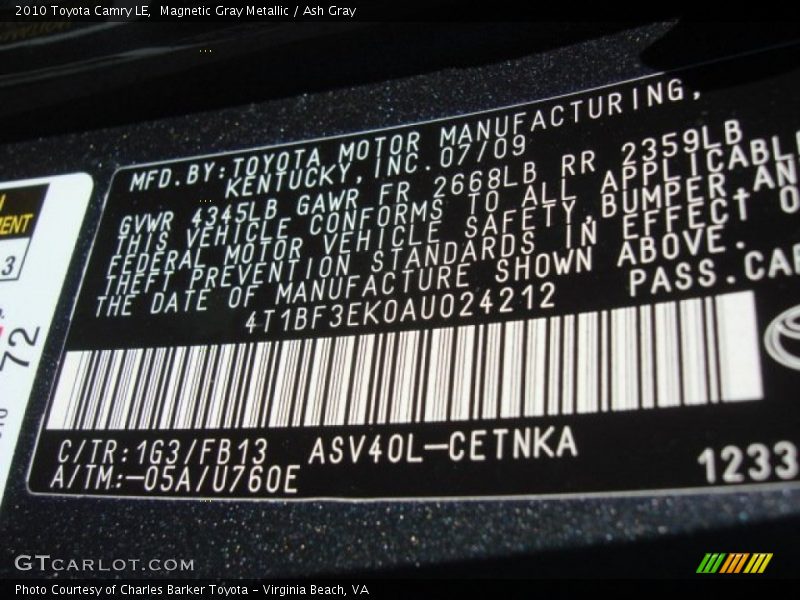 2010 Toyota Camry LE,  Magnetic Gray Metallic / Ash Gray
MFD.BY:TOYOTA MOTOR MANUFACTURING,
KENTUCKY,INC.07/09
GVWR 4345LB GAWR FR 2668LB RR 2359LB
THIS VEHICLE CONFORMS TO ALL APPLICABLE
FEDERAL MOTOR VEHICLE SAFETY,BUMPER,AN
THEFT PREVENTION STANDARDS IN EFFECT O
THE DATE OF MANUFACTURE SHOWN ABOVE.
4T1BF3EK0AU024212 PASS.CAR
C/TR:1G3/FB13 ASV40L-CETNKA
A/TM:-05A/U760E 1233
3
72
GTCARLOT.COM
Photo Courtesy of Charles Barker Toyota - Virginia Beach, VA